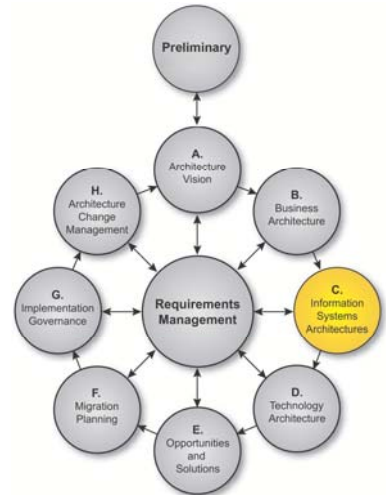 Preliminary
A.
Architecture
Vision
B.
Business
Architecture
C.
Information
Systems
Architectures
D.
Technology
Architecture
E.
Opportunities
and
Solutions
F.
Migration
Planning
G.
Implementation
Governance
H.
Architecture
Change
Management
Requirements
Management